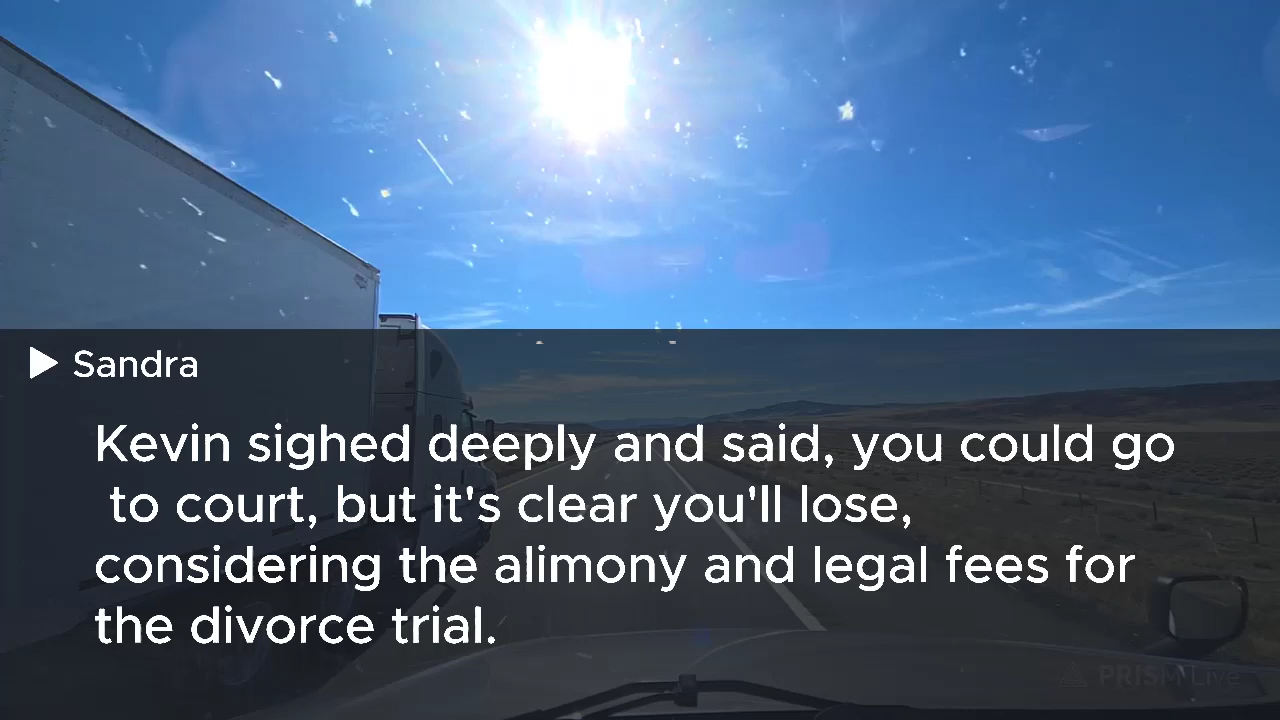 Sandra
Kevin sighed deeply and said, you could go
to court, but it's clear you'll lose,
considering the alimony and legal fees for
the divorce trial.
PRISM Live